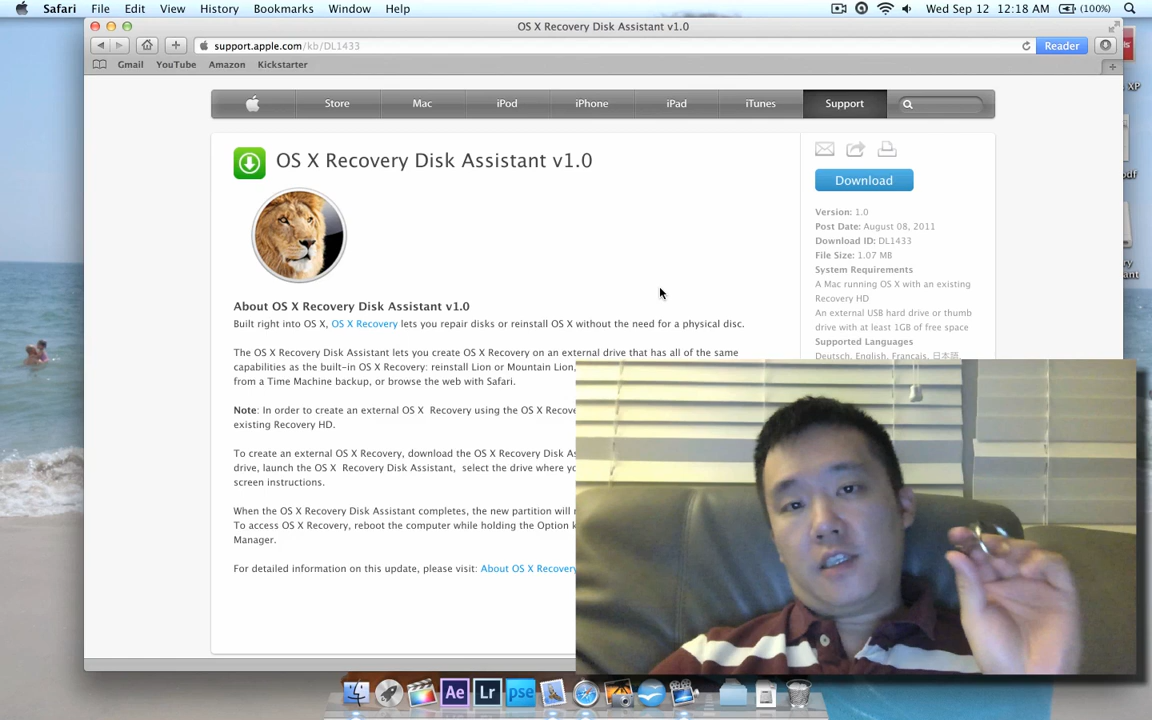 Safari File Edit View History Bookmarks Window Help Wed Sep 12 12:18 AM (100%)
OS X Recovery Disk Assistant v1.0
support.apple.com/kb/DL1433 Reader
Gmail YouTube Amazon Kickstarter
Store Mac iPod iPhone iPad iTunes Support
OS X Recovery Disk Assistant v1.0
Download
Version: 1.0
Post Date: August 08, 2011
Download ID: DL1433
File Size: 1.07 MB
System Requirements
A Mac running OS X with an existing
Recovery HD
An external USB hard drive or thumb
drive with at least 1GB of free space
Supported Languages
Deutsch, English, Francais, 日本語,
About OS X Recovery Disk Assistant v1.0
Built right into OS X, OS X Recovery lets you repair disks or reinstall OS X without the need for a physical disc.
The OS X Recovery Disk Assistant lets you create OS X Recovery on an external drive that has all of the same
capabilities as the built-in OS X Recovery: reinstall Lion or Mountain Lion,
from a Time Machine backup, or browse the web with Safari.
Note: In order to create an external OS X Recovery using the OS X Recove
existing Recovery HD.
To create an external OS X Recovery, download the OS X Recovery Disk As
drive, launch the OS X Recovery Disk Assistant, select the drive where yo
screen instructions.
When the OS X Recovery Disk Assistant completes, the new partition will
To access OS X Recovery, reboot the computer while holding the Option k
Manager.
For detailed information on this update, please visit: About OS X Recovery
XP
pdf
Ae Lr pse